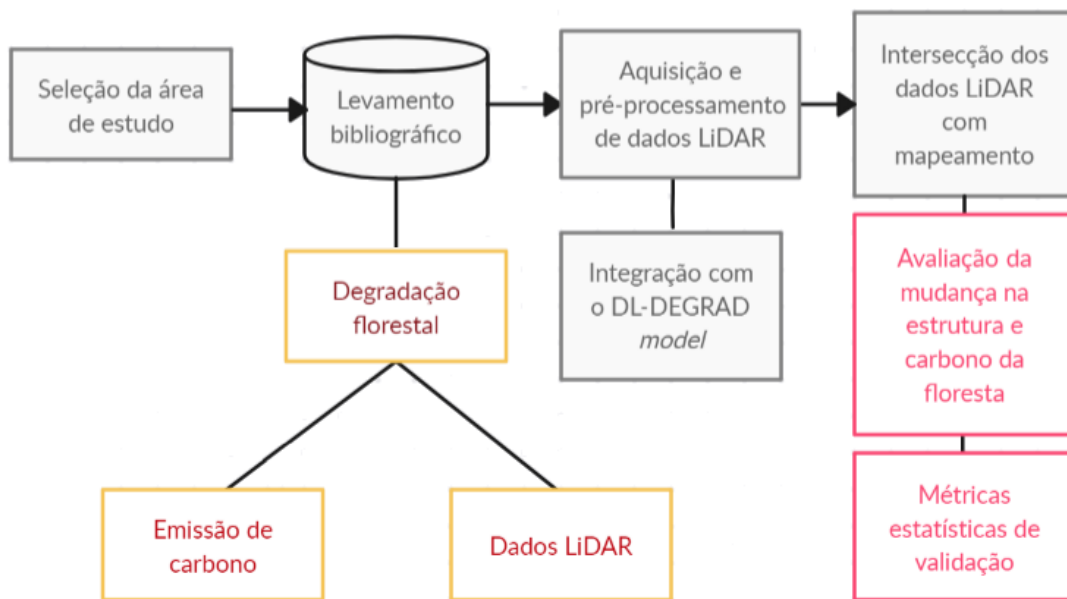 Seleção da área
de estudo
Levamento
bibliográfico
Aquisição e
pré-processamento
de dados LiDAR
Intersecção dos
dados LiDAR
com
mapeamento
Degradação
florestal
Integração com
o DL-DEGRAD
model
Avaliação da
mudança na
estrutura e
carbono da
floresta
Emissão de
carbono
Dados LiDAR
Métricas
estatísticas de
validação